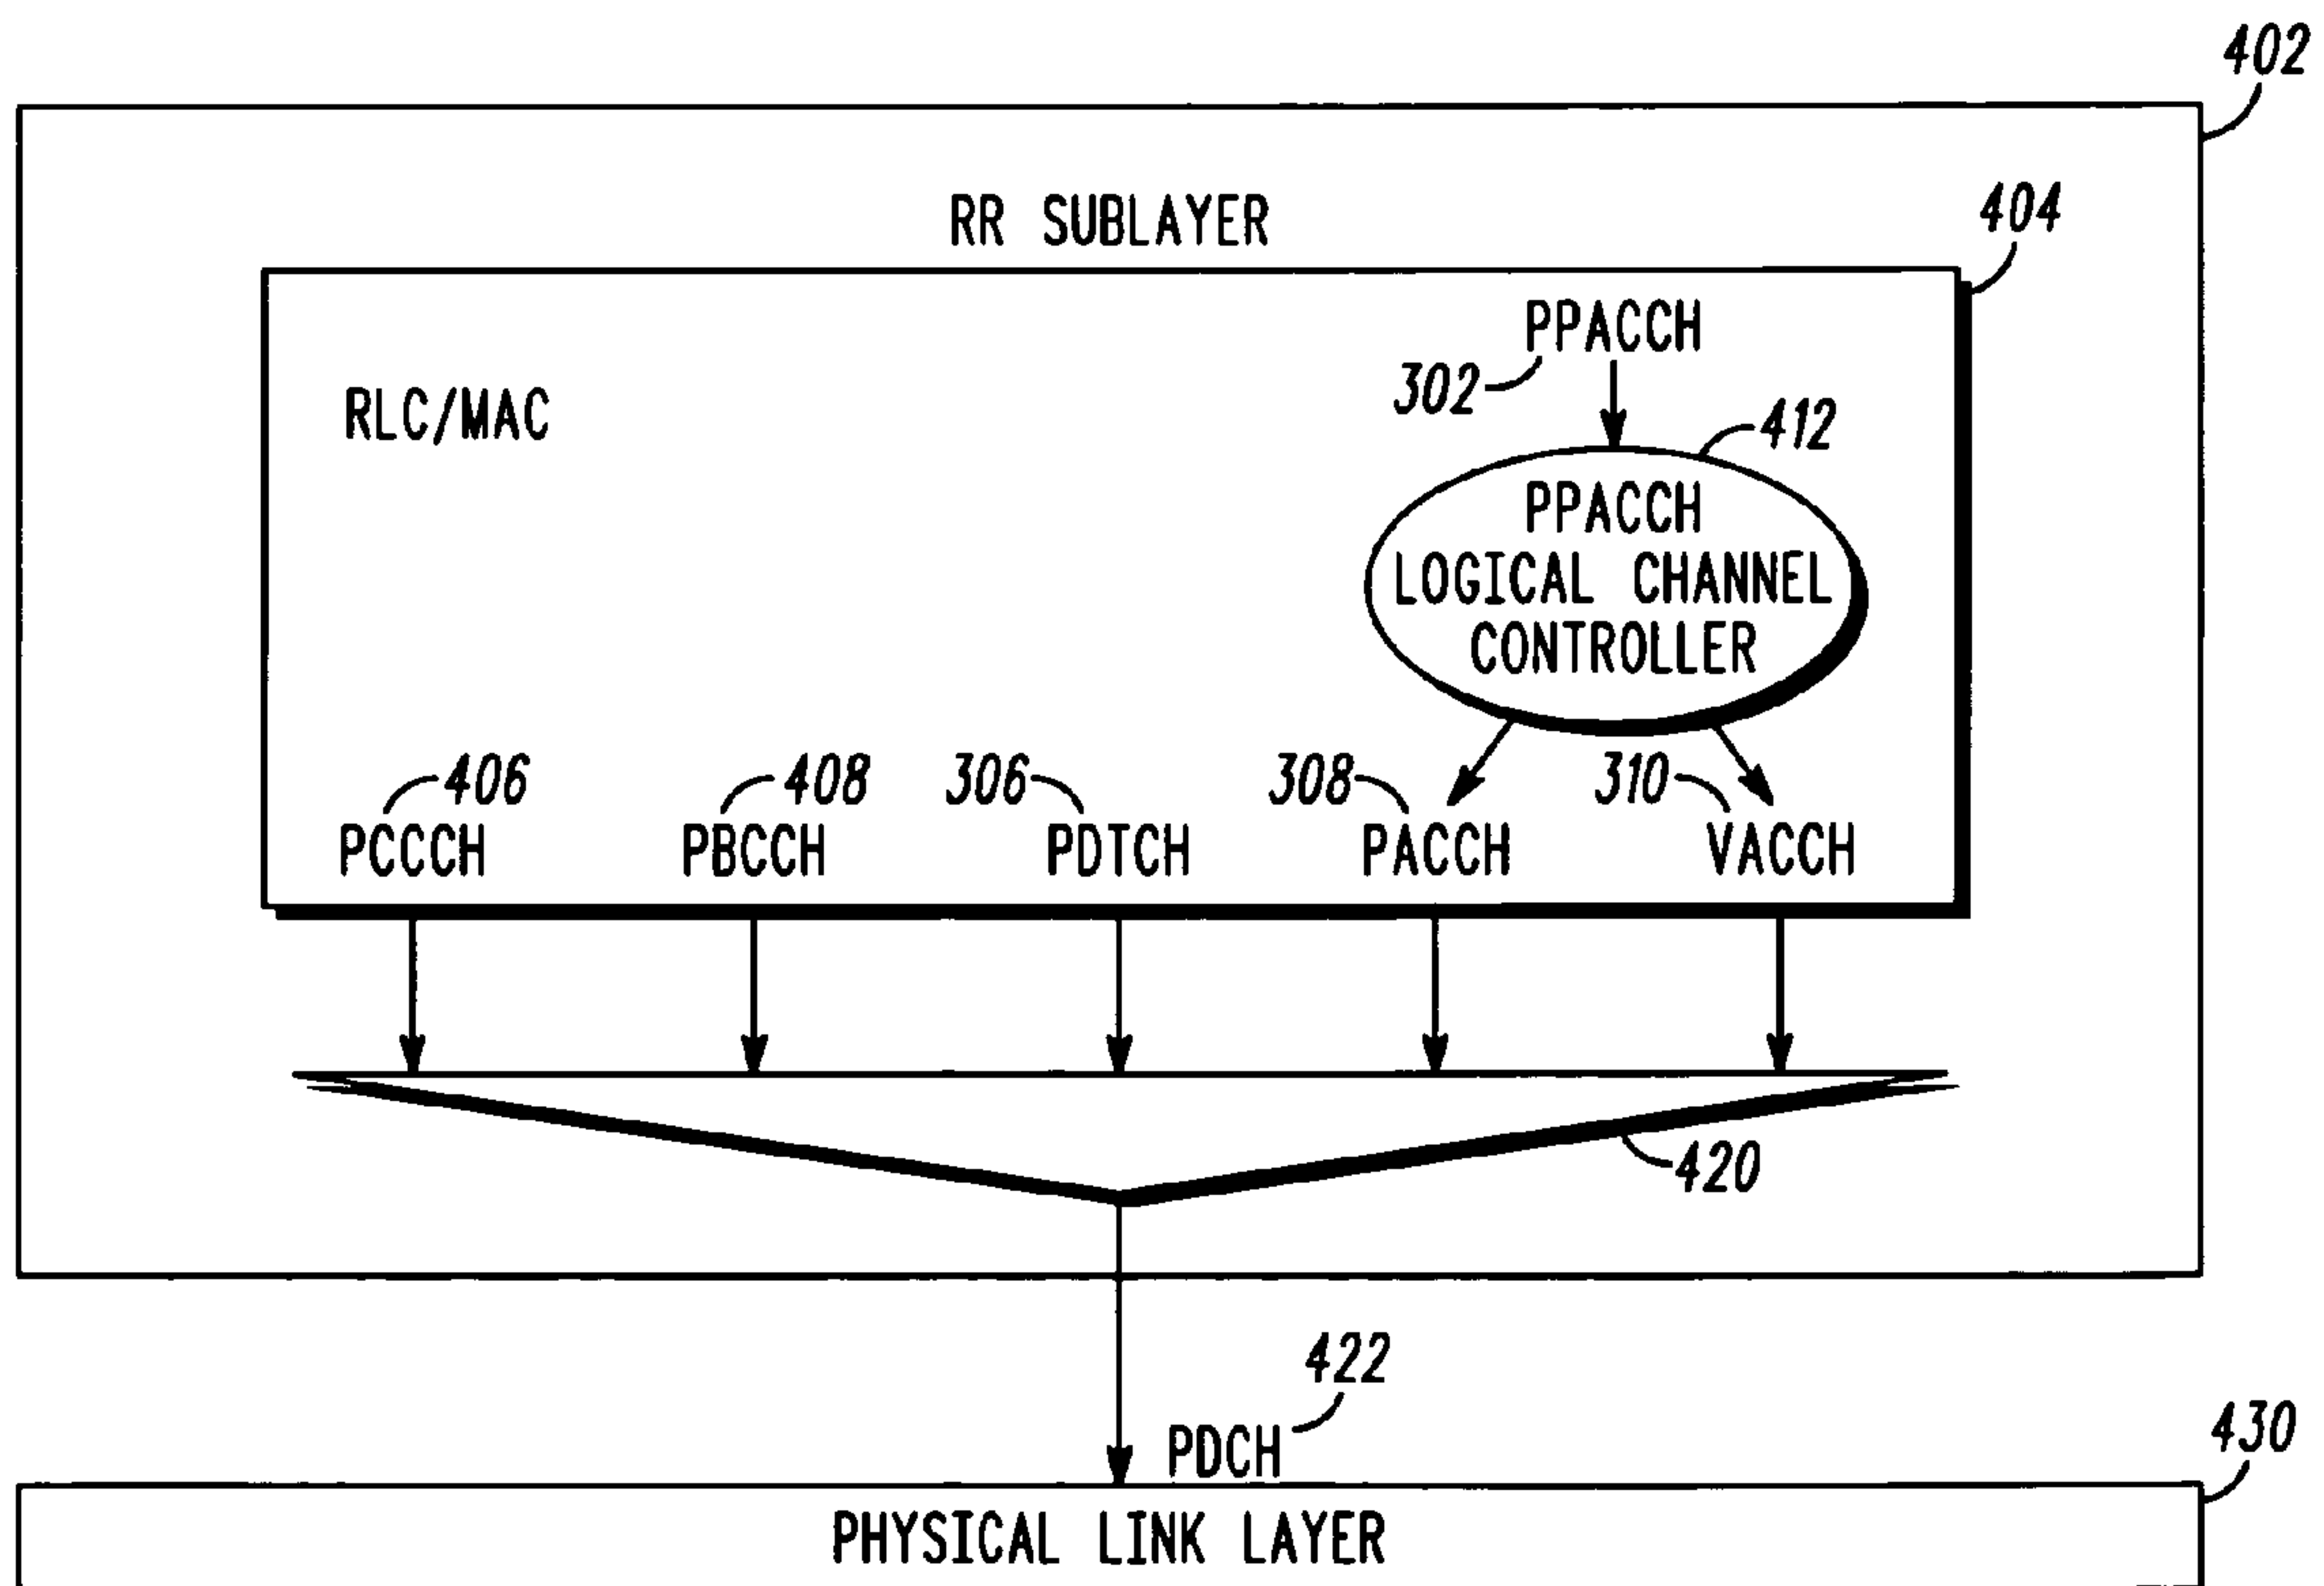 402
RR SUBLAYER
404
PPACCH
302
RLC/MAC
412
PPACCH
LOGICAL CHANNEL
CONTROLLER
406 408 306 308 310
PCCCH PBCCH PDTCH PACCH VACCH
420
422
PDCH
430
PHYSICAL LINK LAYER